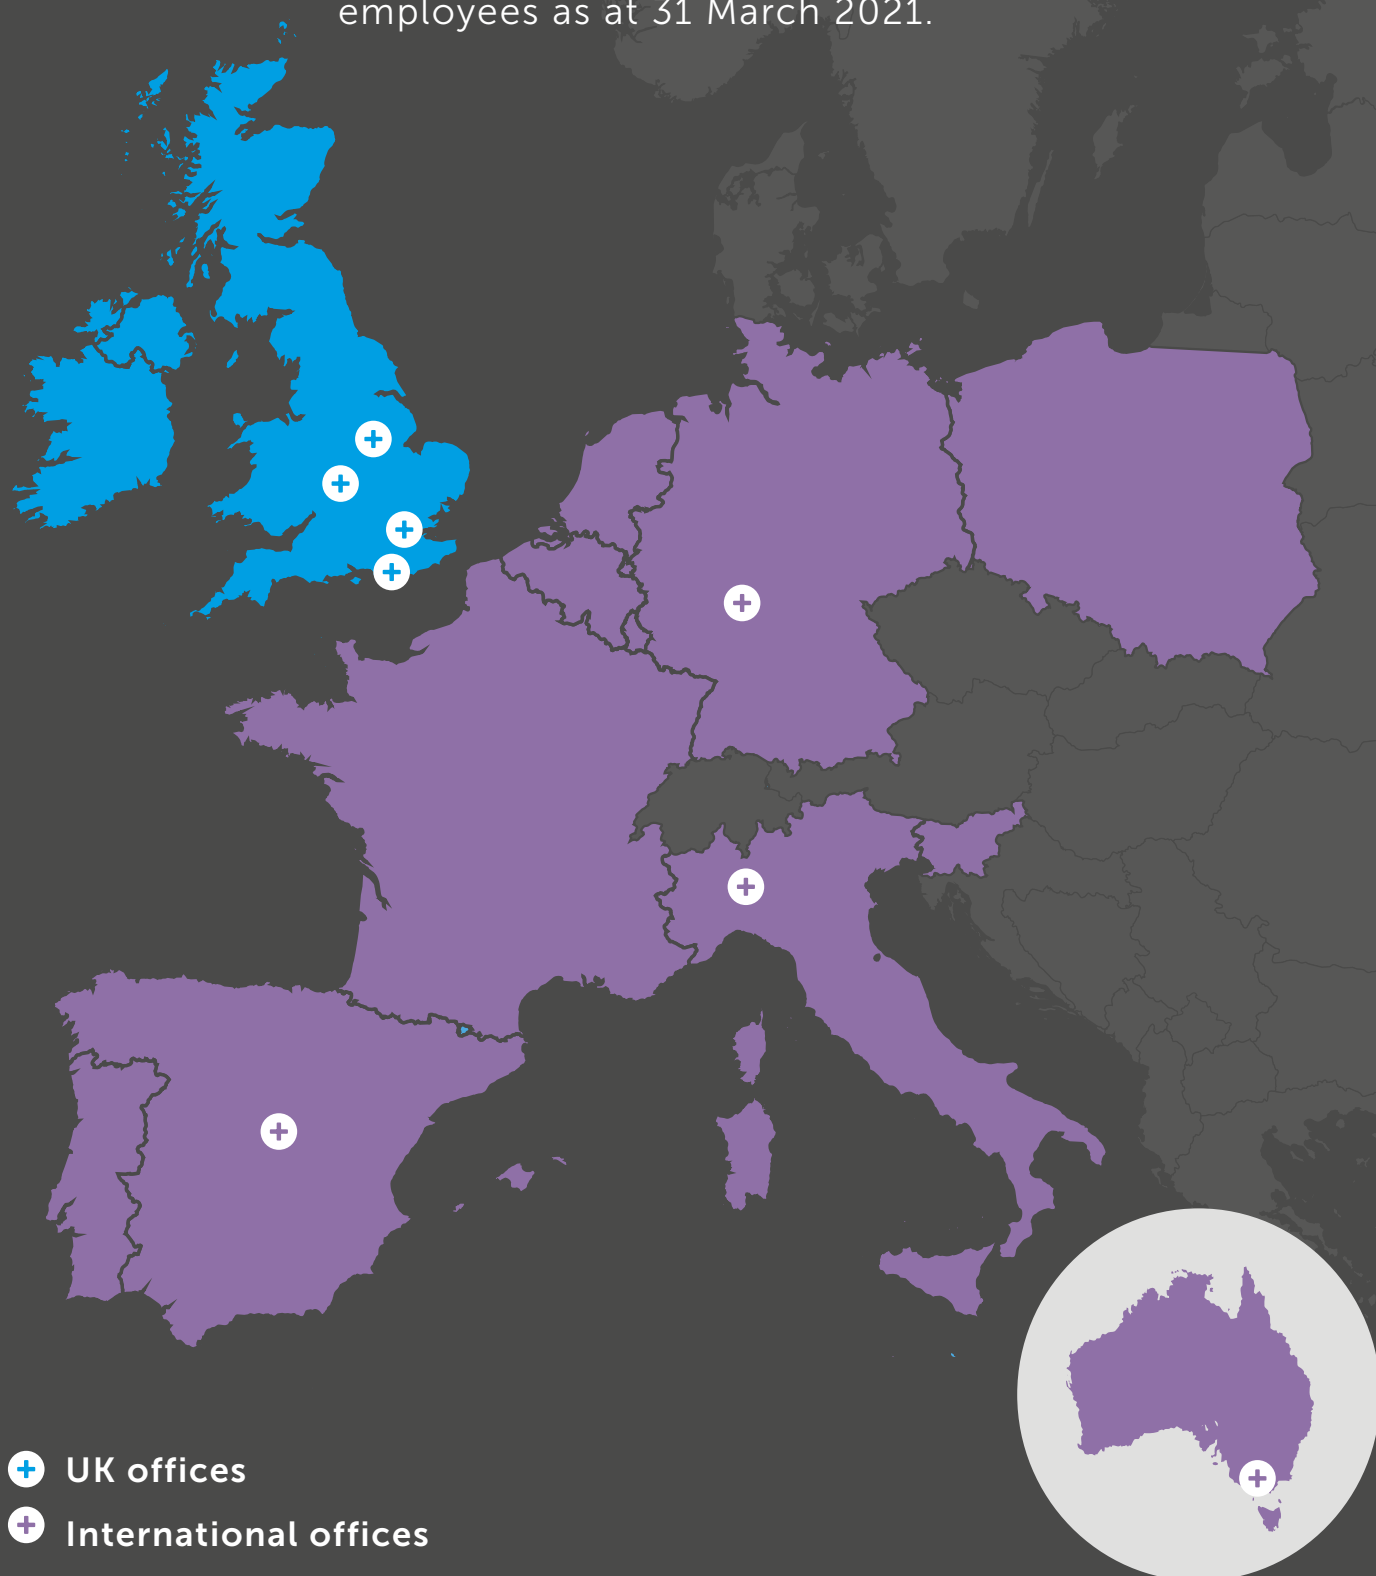 employees as at 31 March 2021.
UK offices
International offices